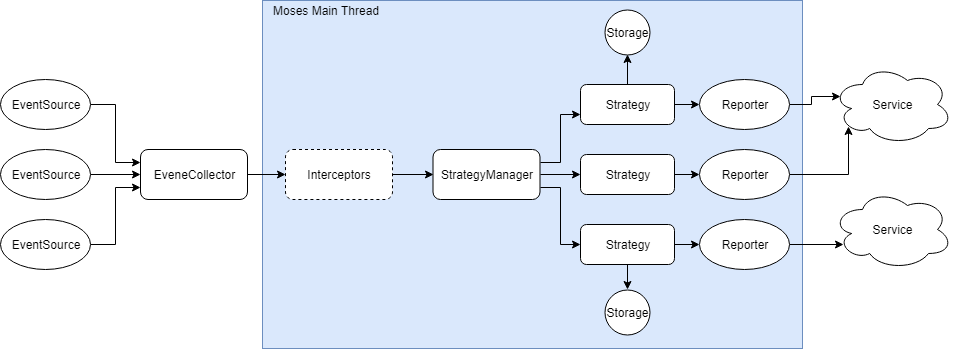 Moses Main Thread
Storage
EventSource
Strategy
Reporter
Service
EventSource
EveneCollector
Interceptors
StrategyManager
Strategy
Reporter
EventSource
Strategy
Reporter
Service
Storage